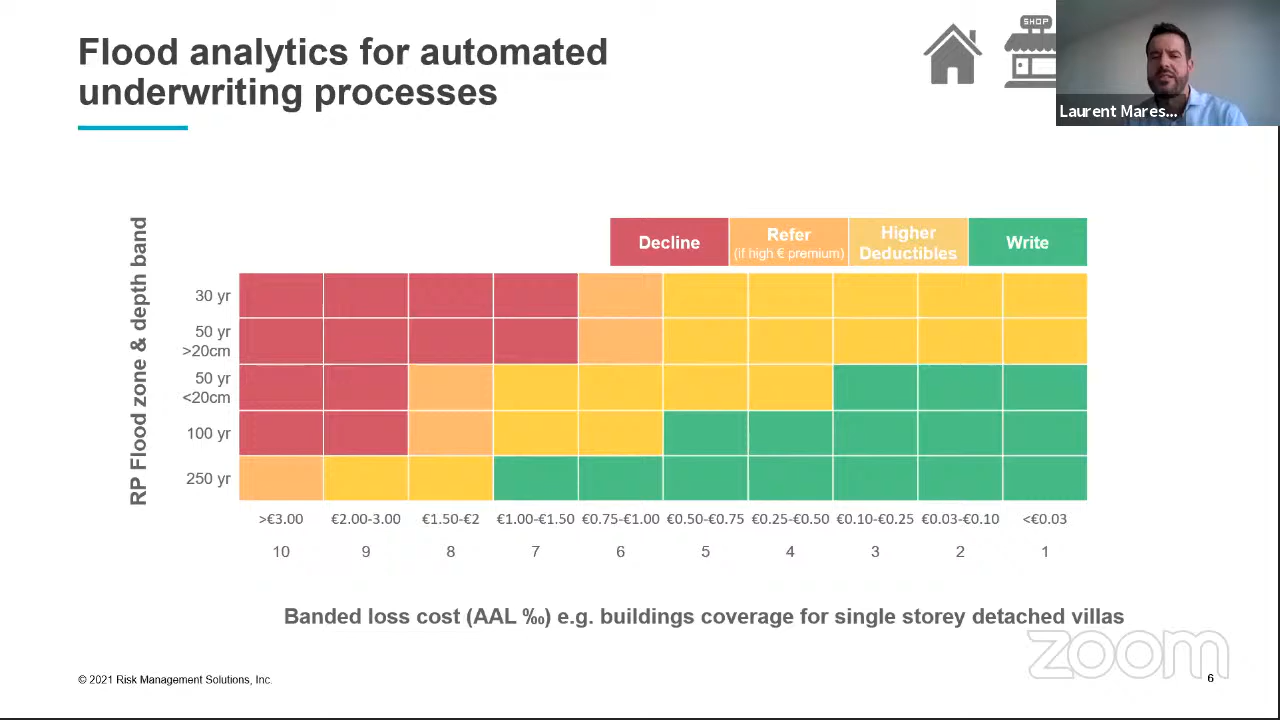 Flood analytics for automated
underwriting processes
SHOP
Laurent Mares...
RP Flood zone & depth band
Decline
Refer
(if high € premium)
Higher
Deductibles
Write
30 yr
50 yr
>20cm
50 yr
<20cm
100 yr
250 yr
>€3.00 €2.00-3.00 €1.50-€2 €1.00-€1.50 €0.75-€1.00 €0.50-€0.75 €0.25-€0.50 €0.10-€0.25 €0.03-€0.10 <€0.03
10 9 8 7 6 5 4 3 2 1
Banded loss cost (AAL ‰) e.g. buildings coverage for single storey detached villas
zoom
© 2021 Risk Management Solutions, Inc.
6